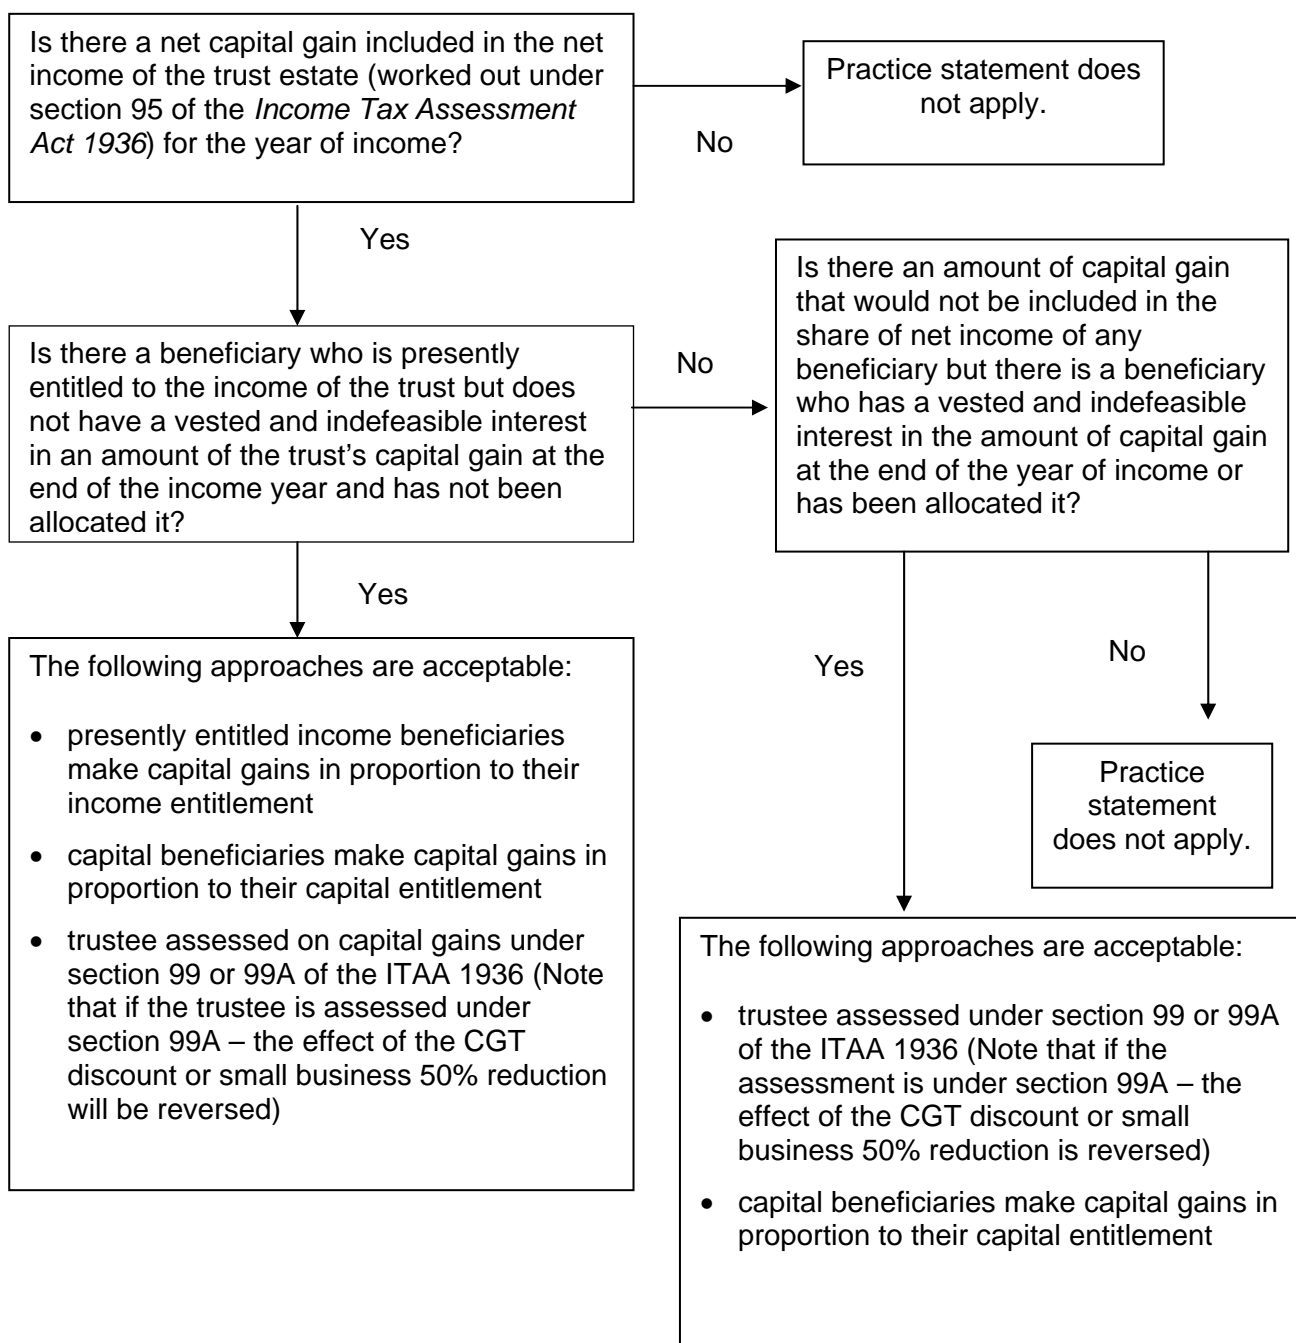 Is there a net capital gain included in the net
income of the trust estate (worked out under
section 95 of the Income Tax Assessment
Act 1936) for the year of income?
No
Practice statement does
not apply.
Yes
Is there a beneficiary who is presently
entitled to the income of the trust but does
not have a vested and indefeasible interest
in an amount of the trust’s capital gain at the
end of the income year and has not been
allocated it?
No
Is there an amount of capital gain
that would not be included in the
share of net income of any
beneficiary but there is a beneficiary
who has a vested and indefeasible
interest in the amount of capital gain
at the end of the year of income or
has been allocated it?
Yes
The following approaches are acceptable:
• presently entitled income beneficiaries
make capital gains in proportion to their
income entitlement
• capital beneficiaries make capital gains in
proportion to their capital entitlement
• trustee assessed on capital gains under
section 99 or 99A of the ITAA 1936 (Note
that if the trustee is assessed under
section 99A – the effect of the CGT
discount or small business 50% reduction
will be reversed)
Yes
No
Practice
statement
does not apply.
The following approaches are acceptable:
• trustee assessed under section 99 or 99A
of the ITAA 1936 (Note that if the
assessment is under section 99A – the
effect of the CGT discount or small
business 50% reduction is reversed)
• capital beneficiaries make capital gains in
proportion to their capital entitlement